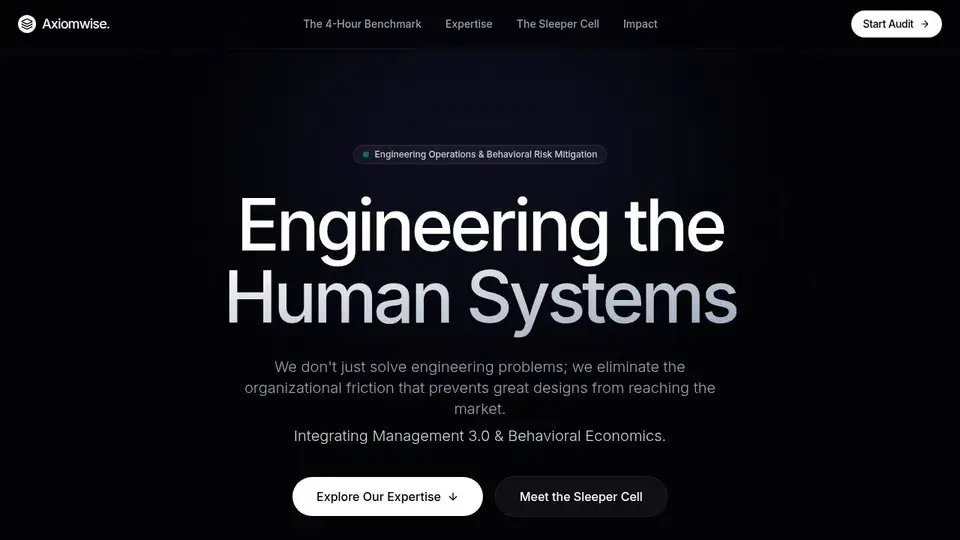 Axiomwise.
The 4-Hour Benchmark
Expertise
The Sleeper Cell
Impact
Start Audit
Engineering Operations & Behavioral Risk Mitigation
Engineering the
Human Systems
We don't just solve engineering problems; we eliminate the
organizational friction that prevents great designs from reaching the
market.
Integrating Management 3.0 & Behavioral Economics.
Explore Our Expertise
Meet the Sleeper Cell